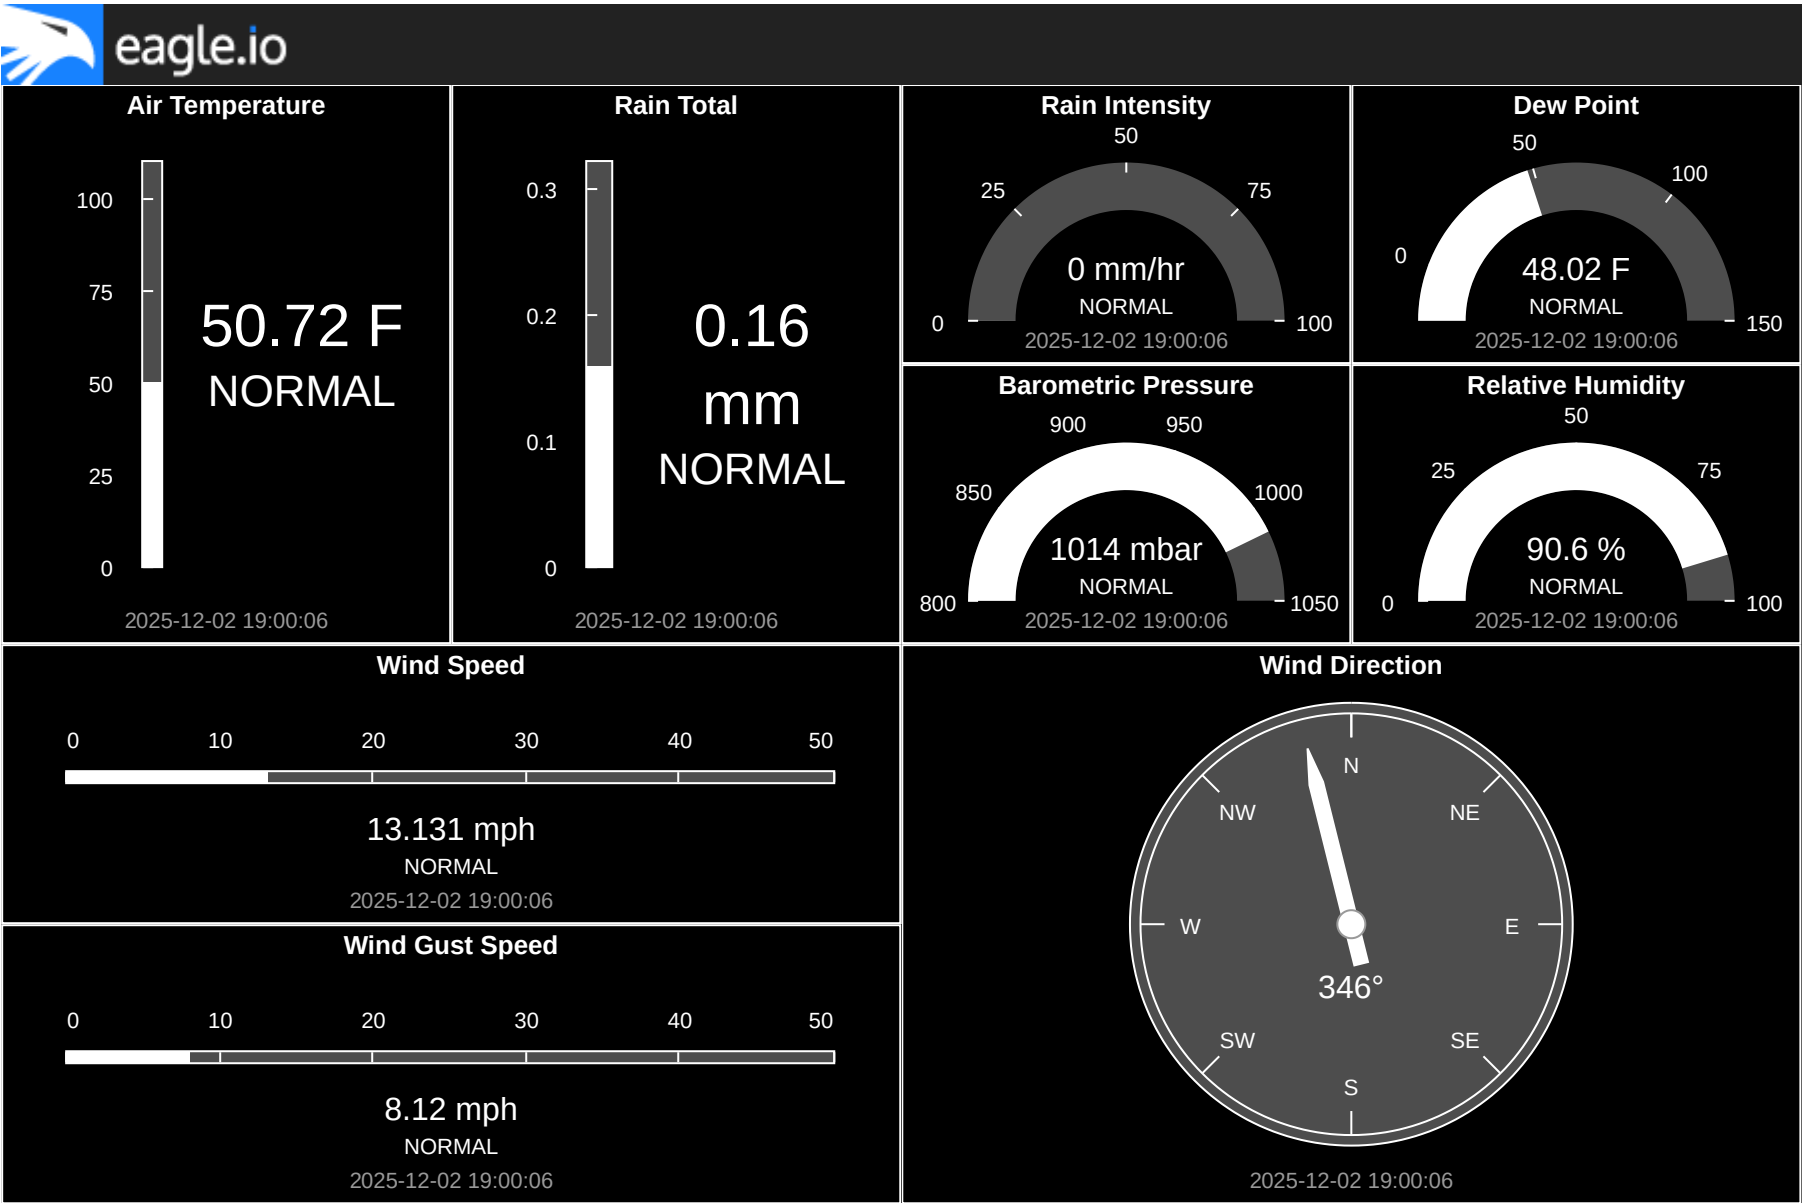 eagle.io
Air Temperature
100
75
50
25
0
50.72 F
NORMAL
2025-12-02 19:00:06
Rain Total
0.3
0.2
0.1
0
0.16
mm
NORMAL
2025-12-02 19:00:06
Rain Intensity
50
25
75
0
100
0 mm/hr
NORMAL
2025-12-02 19:00:06
Dew Point
50
100
0
150
48.02 F
NORMAL
2025-12-02 19:00:06
Barometric Pressure
900
950
850
1000
800
1050
1014 mbar
NORMAL
2025-12-02 19:00:06
Relative Humidity
50
25
75
0
100
90.6 %
NORMAL
2025-12-02 19:00:06
Wind Speed
0 10 20 30 40 50
13.131 mph
NORMAL
2025-12-02 19:00:06
Wind Gust Speed
0 10 20 30 40 50
8.12 mph
NORMAL
2025-12-02 19:00:06
Wind Direction
N
NW
NE
W
E
346°
SW
SE
S
2025-12-02 19:00:06